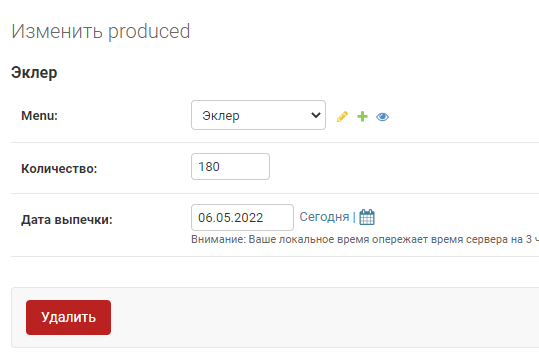 Изменить produced
Эклер
Menu: Эклер
Количество: 180
Дата выпечки: 06.05.2022 Сегодня |
Внимание: Ваше локальное время опережает время сервера на 3
Удалить